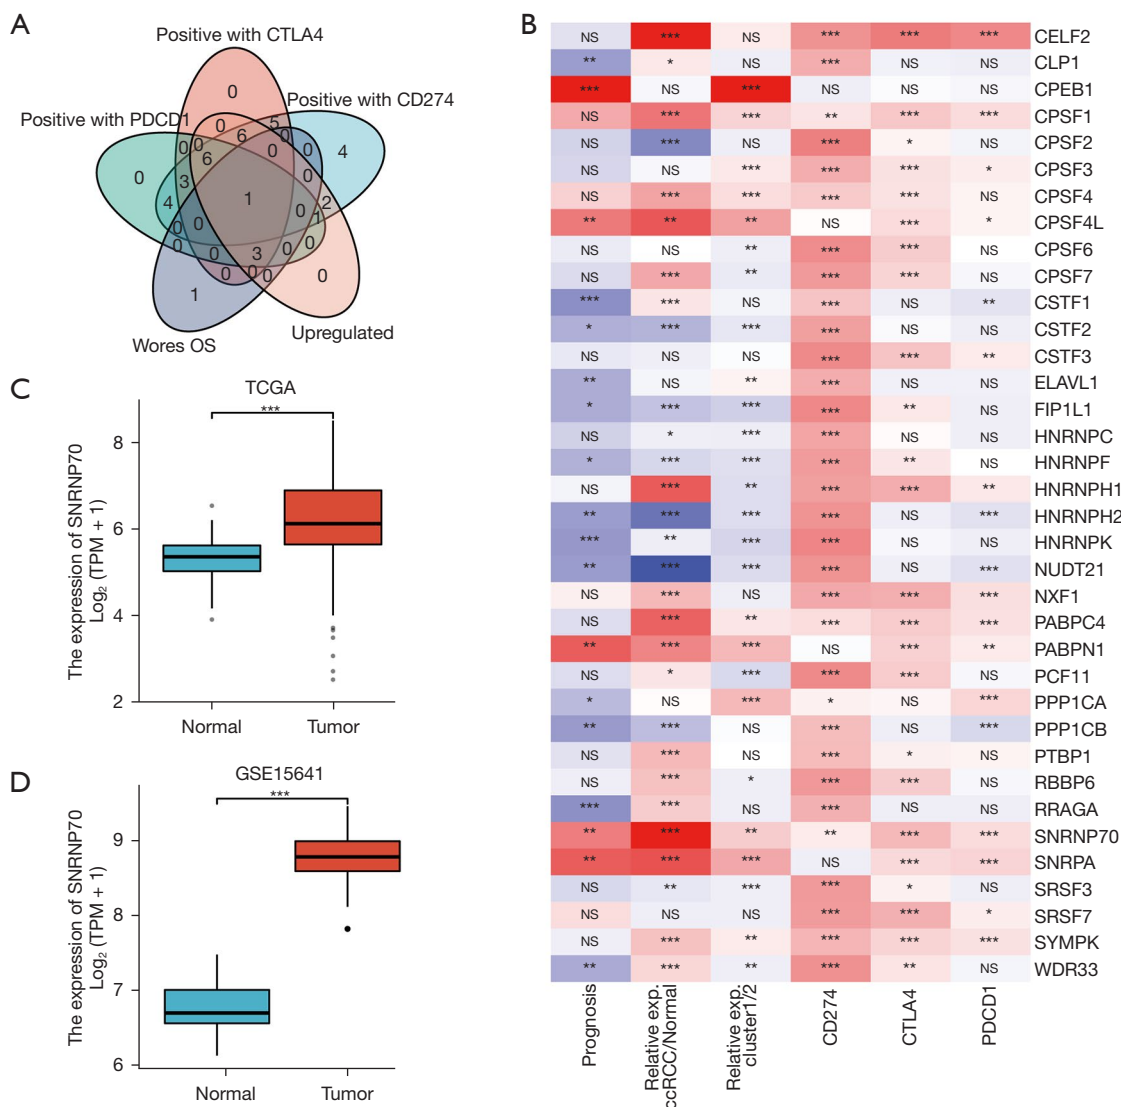 A
Positive with CTLA4
0
Positive with CD274
Positive with PDCD1
0 5
6 0
0 0 0 0 0 4
6
0 3 0
4 1 2
0 0 1
0 0 0
0 0 3 0
0 0 0 0
1 0
Wores OS
Upregulated
B
NS *** NS *** *** *** CELF2
** * NS *** NS NS CLP1
*** NS *** NS NS NS CPEB1
NS *** *** ** *** *** CPSF1
NS *** NS *** * NS CPSF2
NS NS *** *** *** * CPSF3
NS *** *** *** *** NS CPSF4
** ** ** NS *** * CPSF4L
NS NS ** *** *** NS CPSF6
NS *** ** *** *** NS CPSF7
*** *** NS *** NS ** CSTF1
* *** *** *** NS NS CSTF2
NS NS NS *** *** ** CSTF3
** NS ** *** NS NS ELAVL1
* *** *** *** ** NS FIP1L1
NS * *** *** NS NS HNRNPC
* *** *** *** ** NS HNRNPF
NS *** ** *** *** ** HNRNPH1
** *** *** *** NS *** HNRNPH2
*** ** *** *** NS NS HNRNPK
** *** *** *** NS *** NUDT21
NS *** NS *** *** *** NXF1
NS *** ** *** *** *** PABPC4
** *** *** NS *** ** PABPN1
NS * *** *** *** NS PCF11
* NS *** * NS *** PPP1CA
** *** NS *** NS *** PPP1CB
NS *** NS *** * NS PTBP1
NS *** * *** *** NS RBBP6
*** *** NS *** NS NS RRAGA
** *** ** ** *** *** SNRNP70
** *** *** NS *** *** SNRPA
NS ** *** *** * NS SRSF3
NS NS NS *** *** * SRSF7
NS *** ** *** *** *** SYMPK
** *** ** *** ** NS WDR33
Prognosis
Relative exp.
ccRCC/Normal
Relative exp.
cluster1/2
CD274
CTLA4
PDCD1
C
TCGA
***
The expression of SNRNP70
Log2 (TPM + 1)
8
6
4
2
Normal Tumor
D
GSE15641
***
The expression of SNRNP70
Log2 (TPM + 1)
9
8
7
6
Normal Tumor